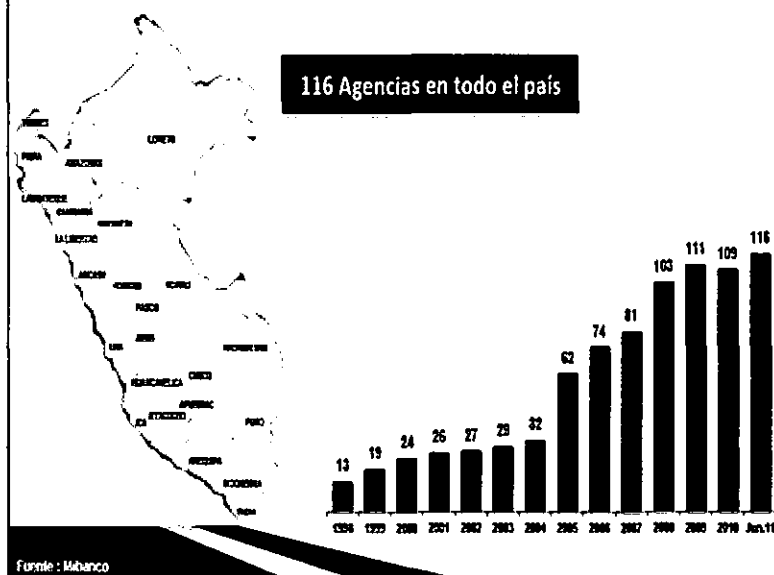 116 Agencias en todo el país
LORETO
PIURA
AMAZONAS
LAMBAYEQUE
CAJAMARCA
LA LIBERTAD
ANCASH
PASCO
LIMA
JUNIN
HUANCAVELICA
CUSCO
ICA
AYACUCHO
APURIMAC
PUNO
AREQUIPA
MOQUEGUA
TACNA
13
19
24
26
27
29
32
62
74
81
103
111
109
116
1998
1999
2000
2001
2002
2003
2004
2005
2006
2007
2008
2009
2010
Jun.11
Fuente : Mibanco